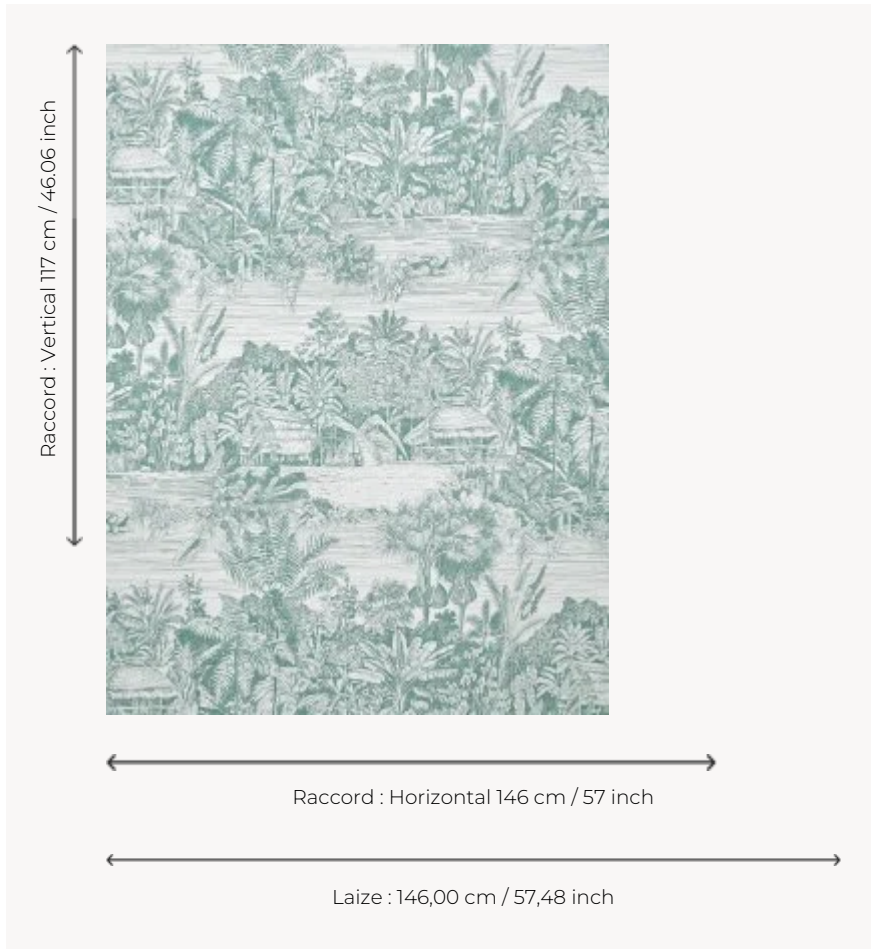 Raccord : Vertical 117 cm / 46.06 inch
Raccord : Horizontal 146 cm / 57 inch
Laize : 146,00 cm / 57,48 inch